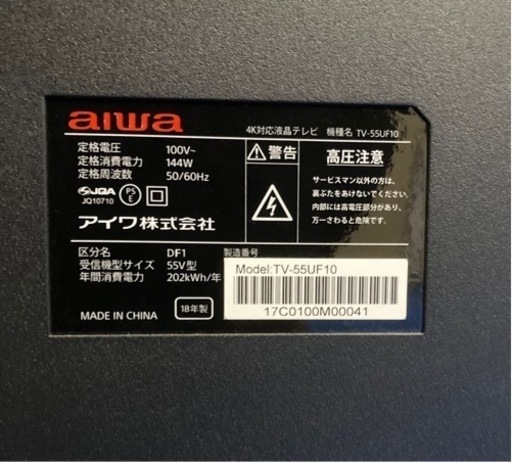 aiwa
4K対応液晶テレビ 機種名 TV-55UF10
定格電圧 100V~
定格消費電力 144W
定格周波数 50/60Hz
JQA
JQ10710
PS
E
アイワ株式会社
警告
高圧注意
サービスマン以外の方は、
裏ぶたをあけないでください。
内部には高電圧部分があり、
万一さわると危険です。
区分名 DF1
受信機型サイズ 55V型
年間消費電力 202kWh/年
MADE IN CHINA
18年製
製造番号
Model:TV-55UF10
17C0100M00041